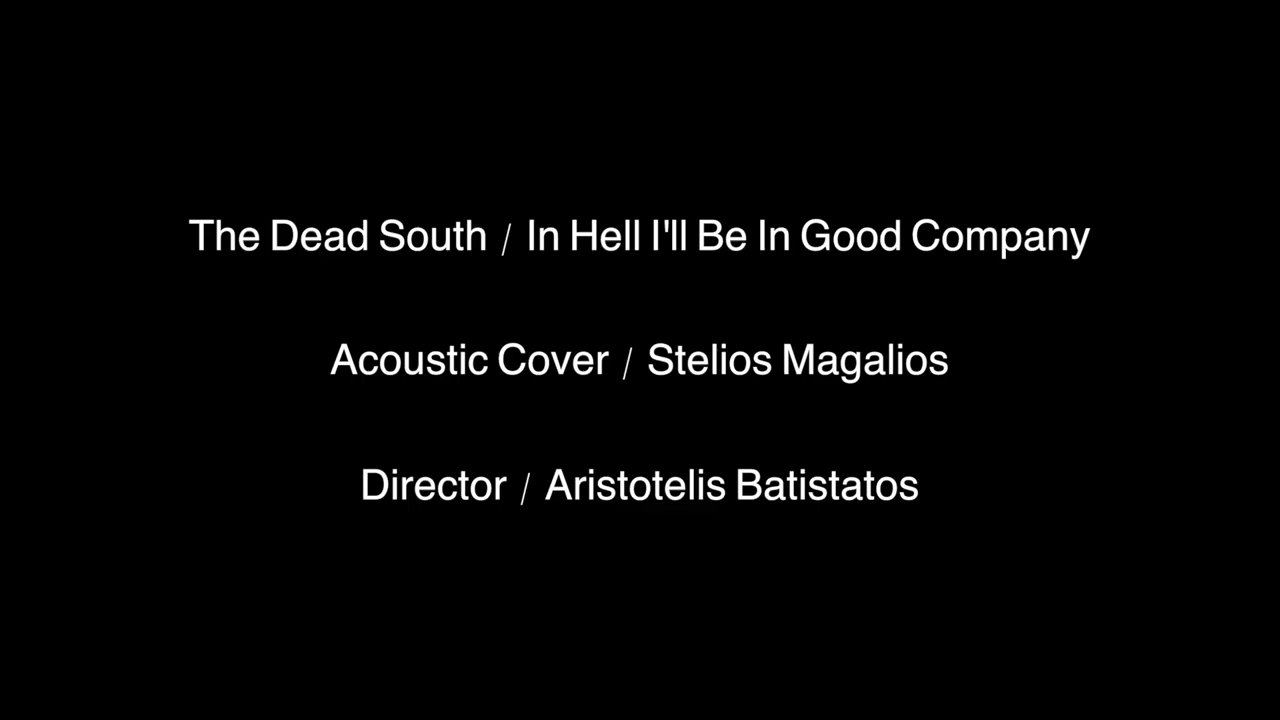 The Dead South / In Hell I'll Be In Good Company
Acoustic Cover / Stelios Magalios
Director / Aristotelis Batistatos